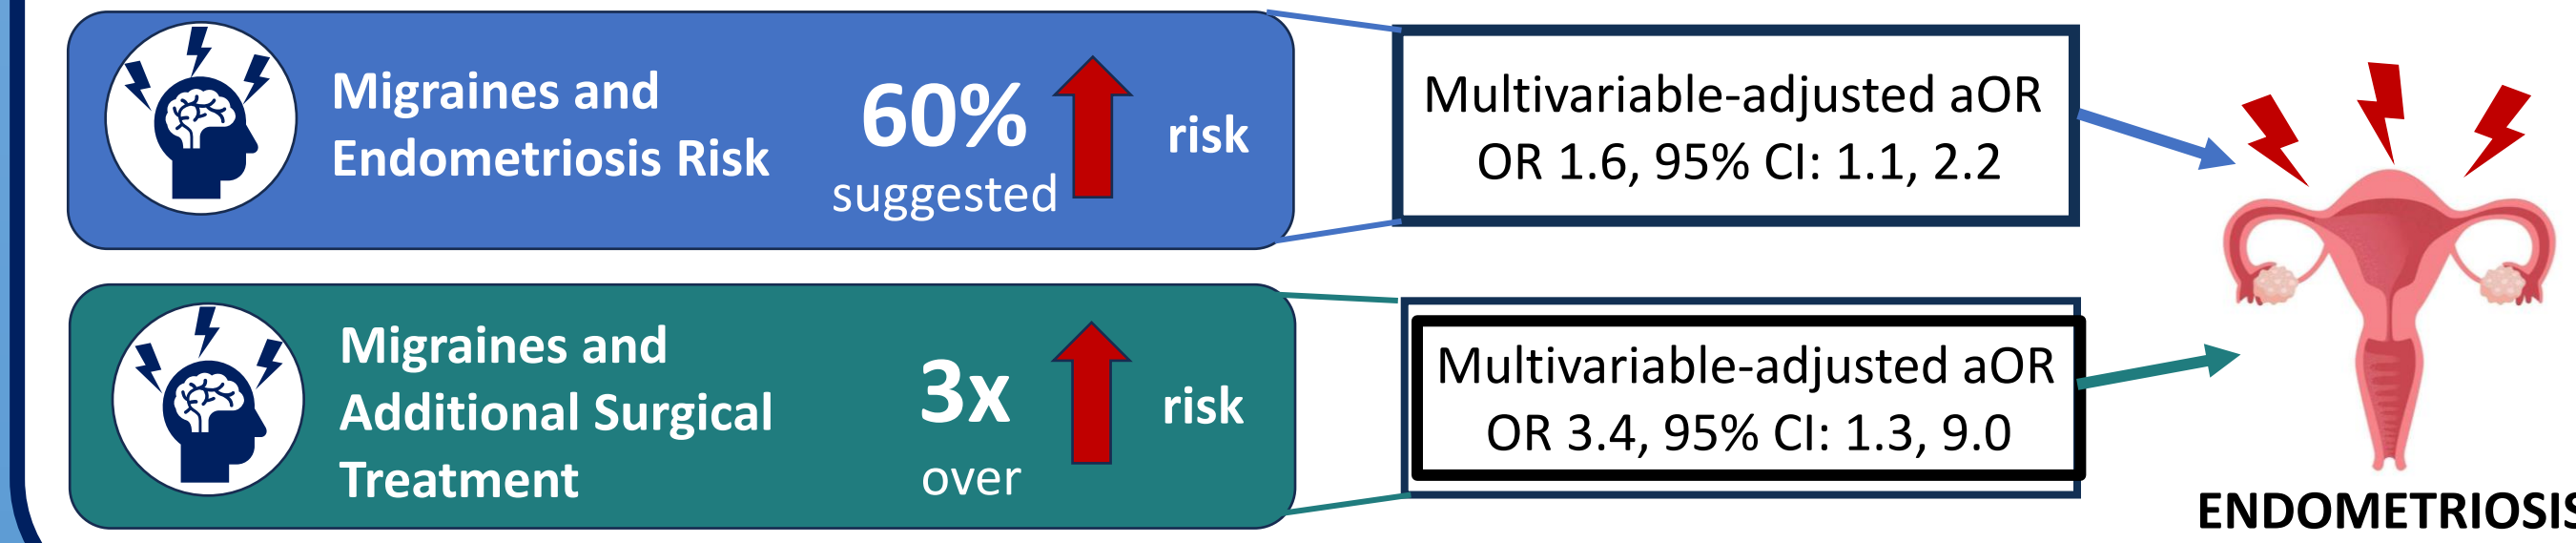 Migraines and
Endometriosis Risk
60%
suggested
risk
Multivariable-adjusted aOR
OR 1.6, 95% CI: 1.1, 2.2
Migraines and
Additional Surgical
Treatment
3x
over
risk
Multivariable-adjusted aOR
OR 3.4, 95% CI: 1.3, 9.0
ENDOMETRIOSIS